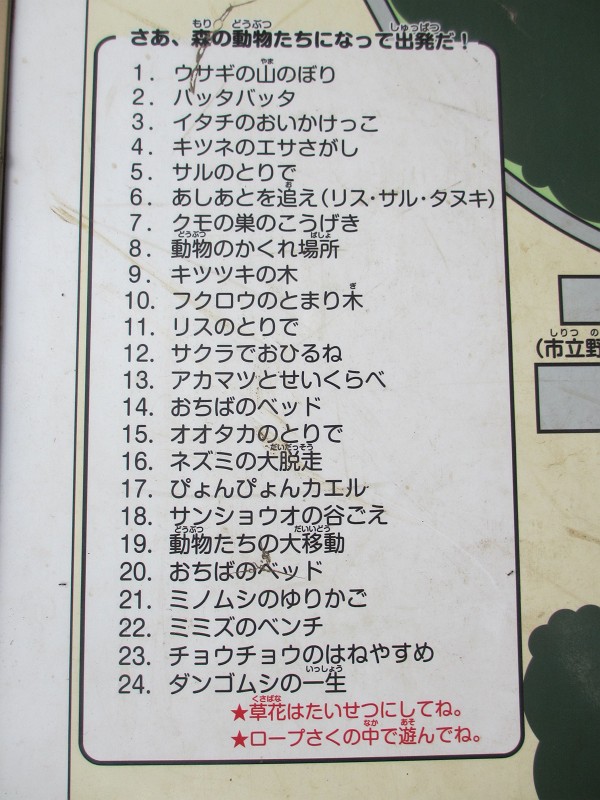 さあ、森の動物たちになって出発だ！
1. ウサギの山のぼり
2. バッタバッタ
3. イタチのおいかけっこ
4. キツネのエサさがし
5. サルのとりで
6. あしあとを追え(リス・サル・タヌキ)
7. クモの巣のこうげき
8. 動物のかくれ場所
9. キツツキの木
10. フクロウのとまり木
11. リスのとりで
12. サクラでおひるね
13. アカマツとせいくらべ
14. おちばのベッド
15. オオタカのとりで
16. ネズミの大脱走
17. ぴょんぴょんカエル
18. サンショウオの谷ごえ
19. 動物たちの大移動
20. おちばのベッド
21. ミノムシのゆりかご
22. ミミズのベンチ
23. チョウチョウのはねやすめ
24. ダンゴムシの一生
★草花はたいせつにしてね。
★ロープさくの中で遊んでね。
(市立野